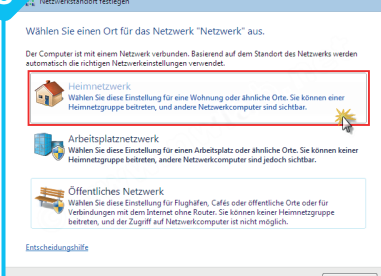 Netzwerkstandort festlegen
Wählen Sie einen Ort für das Netzwerk "Netzwerk" aus.
Der Computer ist mit einem Netzwerk verbunden. Basierend auf dem Standort des Netzwerks werden
automatisch die richtigen Netzwerkeinstellungen verwendet.
Heimnetzwerk
Wählen Sie diese Einstellung für eine Wohnung oder ähnliche Orte. Sie können einer
Heimnetzgruppe beitreten, und andere Netzwerkcomputer sind sichtbar.
Arbeitsplatznetzwerk
Wählen Sie diese Einstellung für einen Arbeitsplatz oder ähnliche Orte. Sie können keiner
Heimnetzgruppe beitreten, andere Netzwerkcomputer sind jedoch sichtbar.
Öffentliches Netzwerk
Wählen Sie diese Einstellung für Flughäfen, Cafés oder öffentliche Orte oder für
Verbindungen mit dem Internet ohne Router. Sie können keiner Heimnetzgruppe
beitreten, und der Zugriff auf Netzwerkcomputer ist nicht möglich.
Entscheidungshilfe